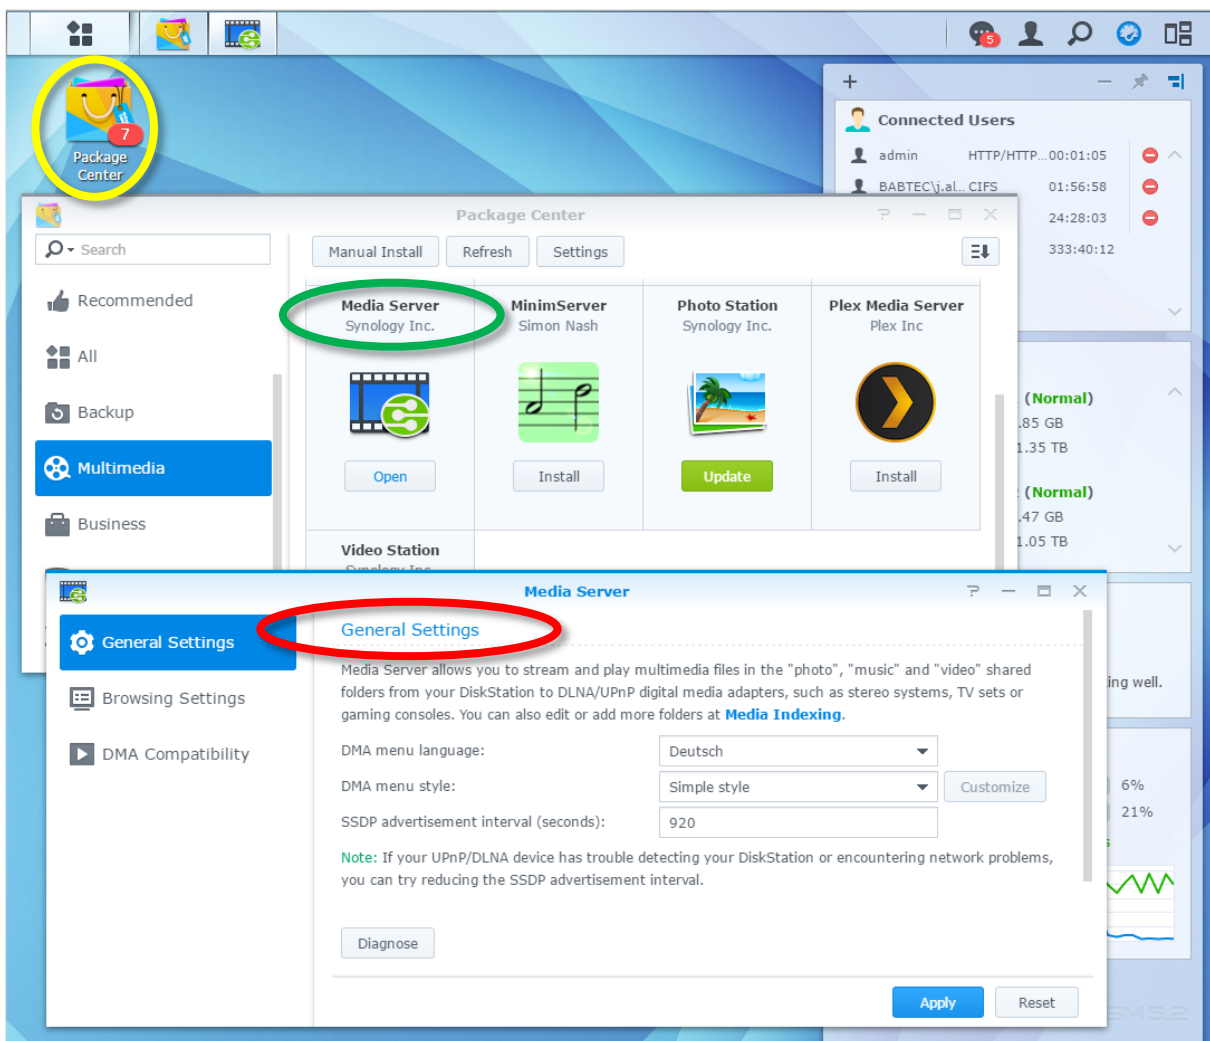 5
7
Package
Center
Connected Users
admin HTTP/HTTP...00:01:05
BABTEC\j.al... CIFS 01:56:58
24:28:03
333:40:12
Package Center
Search
Manual Install Refresh Settings
Recommended
All
Backup
Multimedia
Business
Media Server
Synology Inc.
Open
MinimServer
Simon Nash
Install
Photo Station
Synology Inc.
Update
Plex Media Server
Plex Inc
Install
Video Station
Synology Inc.
(Normal)
.85 GB
1.35 TB
(Normal)
.47 GB
1.05 TB
ing well.
6%
21%
Media Server
General Settings
Browsing Settings
DMA Compatibility
General Settings
Media Server allows you to stream and play multimedia files in the "photo", "music" and "video" shared
folders from your DiskStation to DLNA/UPnP digital media adapters, such as stereo systems, TV sets or
gaming consoles. You can also edit or add more folders at Media Indexing.
DMA menu language: Deutsch
DMA menu style: Simple style Customize
SSDP advertisement interval (seconds): 920
Note: If your UPnP/DLNA device has trouble detecting your DiskStation or encountering network problems,
you can try reducing the SSDP advertisement interval.
Diagnose
Apply Reset
SM 5.2